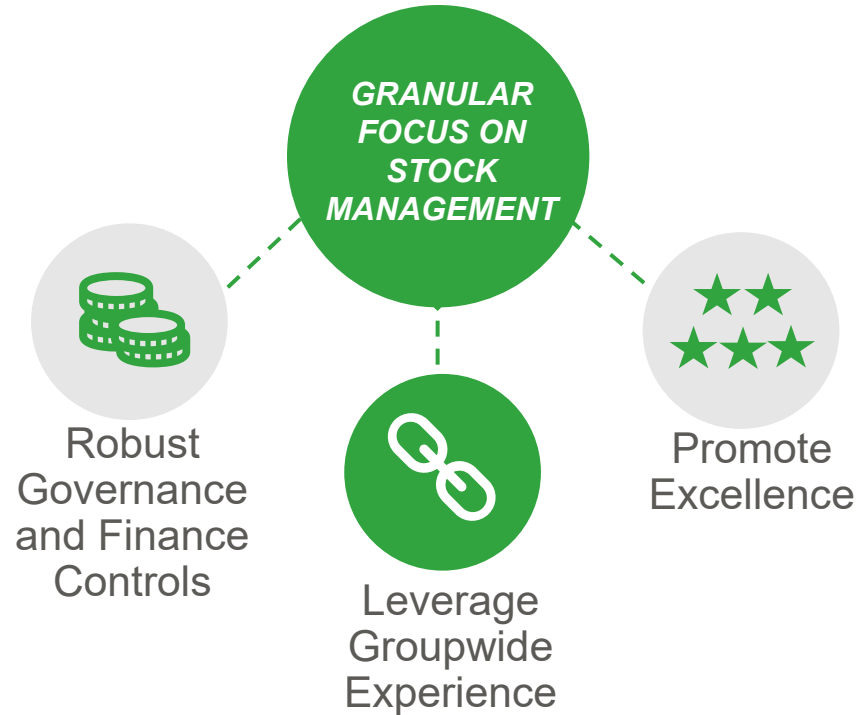 GRANULAR
FOCUS ON
STOCK
MANAGEMENT
Robust
Governance
and Finance
Controls
Leverage
Groupwide
Experience
Promote
Excellence